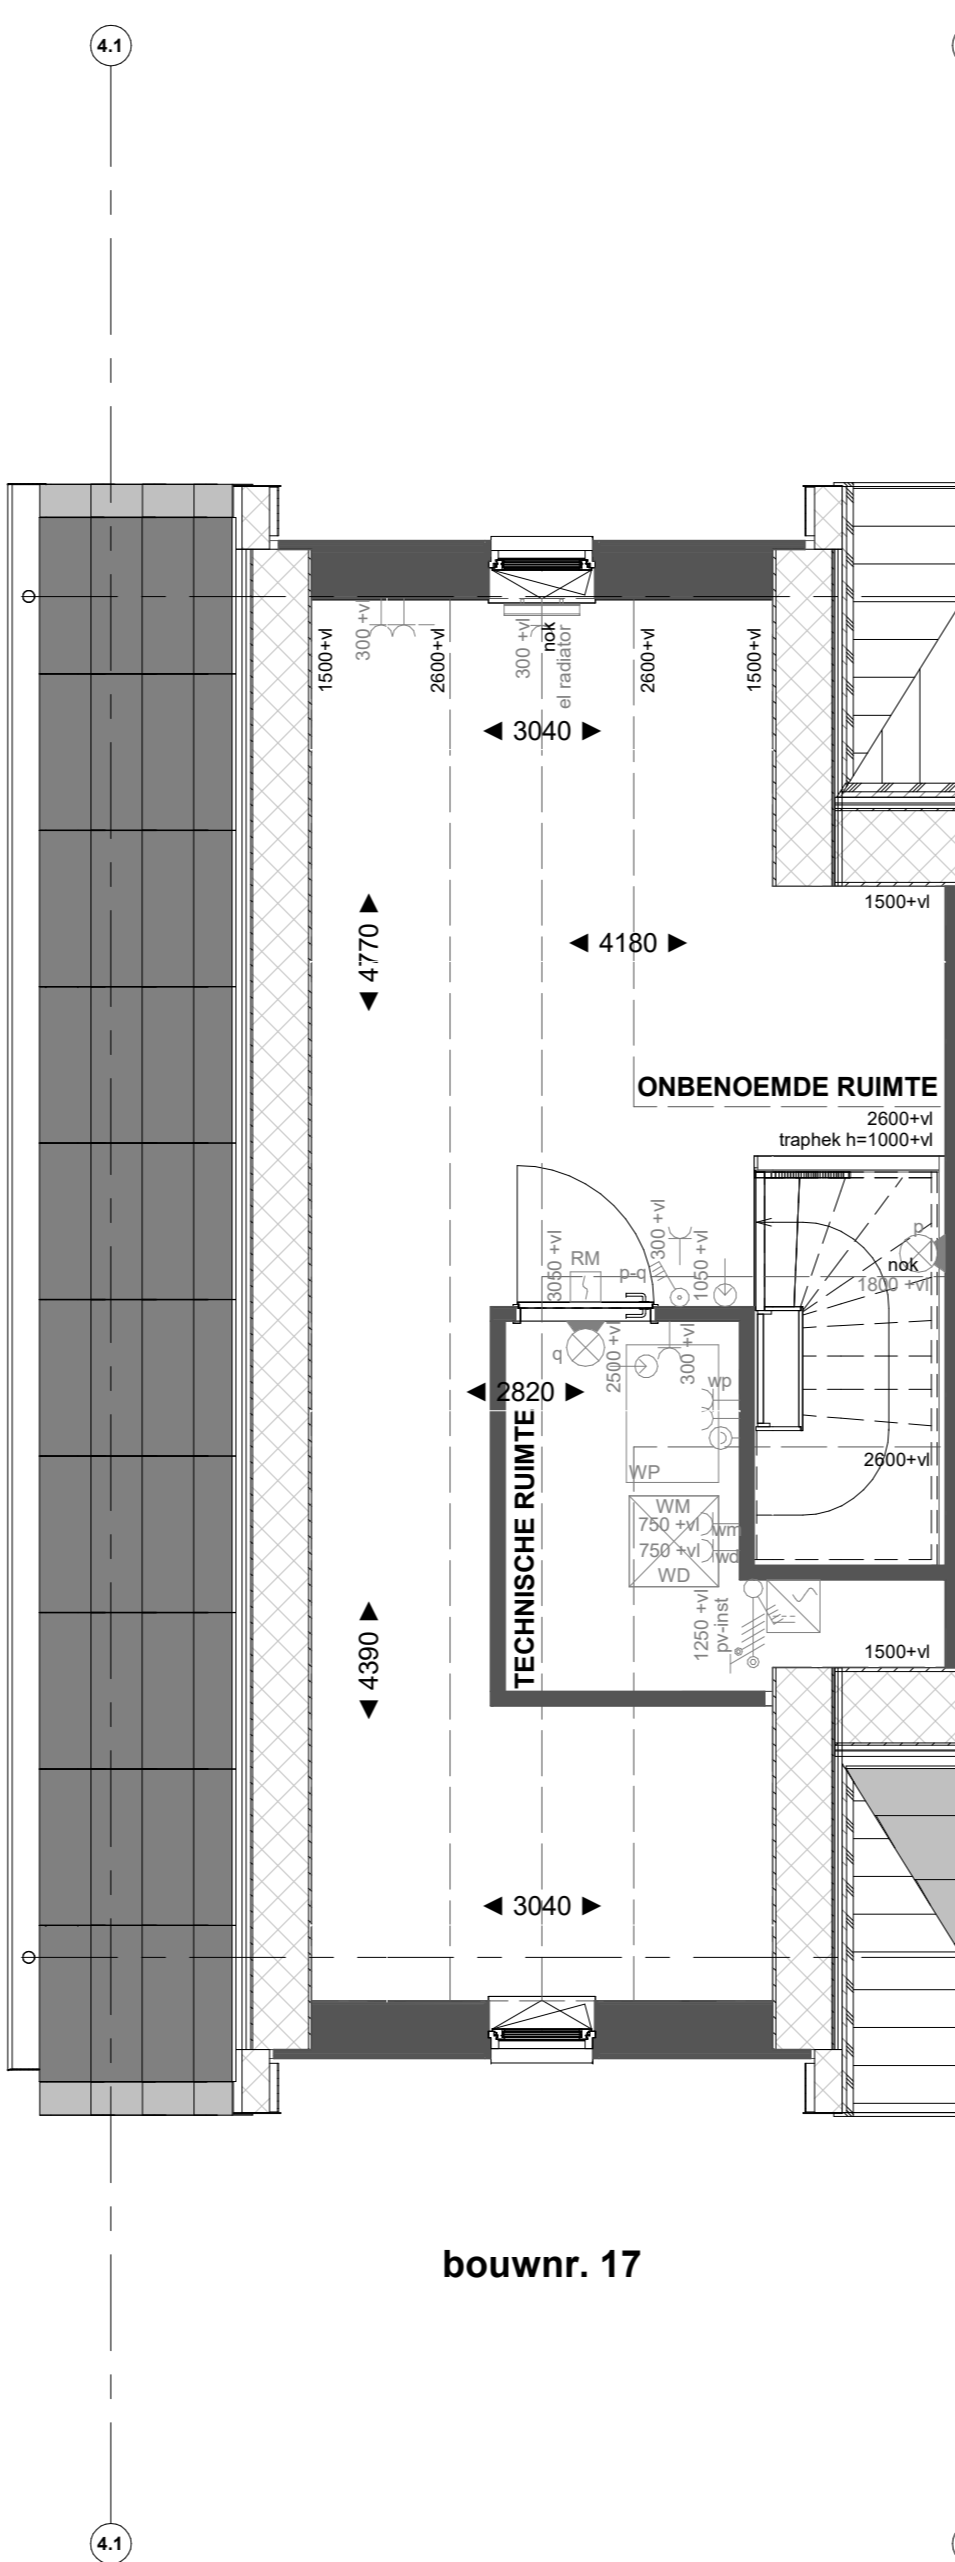 4.1
300 +vl
1500+vl
2600+vl
300 +vl
nok
el radiator
2600+vl
1500+vl
◄ 3040 ►
1500+vl
◄ 4770 ►
◄ 4180 ►
ONBENOEMDE RUIMTE
2600+vl
traphek h=1000+vl
3050 +vl
RM
p-q
300 +vl
1050 +vl
p
nok
1800 +vl
q
2500 +vl
300 +vl
◄ 2820 ►
wp
TECHNISCHE RUIMTE
WP
2600+vl
WM
750 +vl
wm
750 +vl
wd
WD
1250 +vl
pv-inst
1500+vl
◄ 4390 ►
◄ 3040 ►
bouwnr. 17
4.1